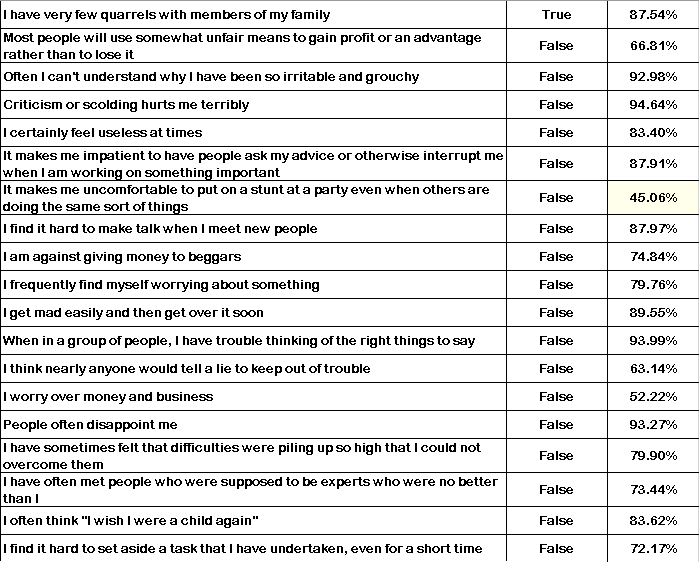 I have very few quarrels with members of my family True 87.54%
Most people will use somewhat unfair means to gain profit or an advantage
rather than to lose it False 66.81%
Often I can't understand why I have been so irritable and grouchy False 92.98%
Criticism or scolding hurts me terribly False 94.64%
I certainly feel useless at times False 83.40%
It makes me impatient to have people ask my advice or otherwise interrupt me
when I am working on something important False 87.91%
It makes me uncomfortable to put on a stunt at a party even when others are
doing the same sort of things False 45.06%
I find it hard to make talk when I meet new people False 87.97%
I am against giving money to beggars False 74.84%
I frequently find myself worrying about something False 79.76%
I get mad easily and then get over it soon False 89.55%
When in a group of people, I have trouble thinking of the right things to say False 93.99%
I think nearly anyone would tell a lie to keep out of trouble False 63.14%
I worry over money and business False 52.22%
People often disappoint me False 93.27%
I have sometimes felt that difficulties were piling up so high that I could not
overcome them False 79.90%
I have often met people who were supposed to be experts who were no better
than I False 73.44%
I often think "I wish I were a child again" False 83.62%
I find it hard to set aside a task that I have undertaken, even for a short time False 72.17%